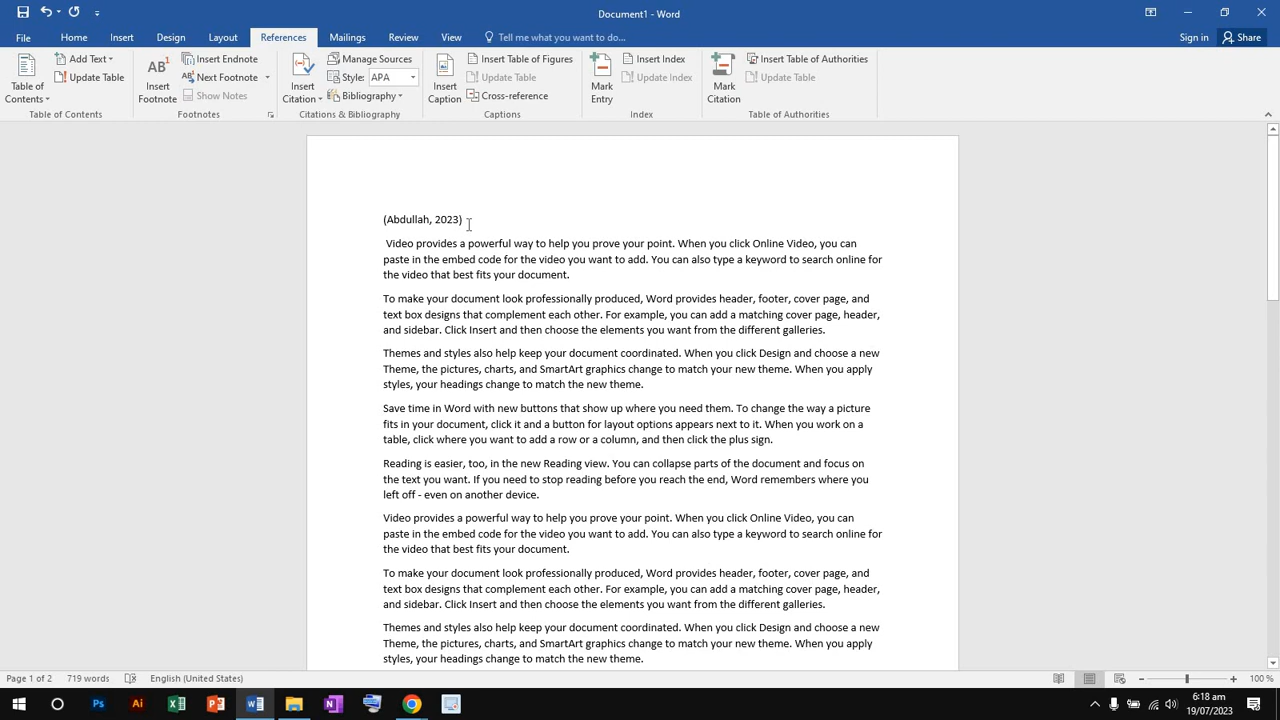 Document1 - Word
File Home Insert Design Layout References Mailings Review View Tell me what you want to do... Sign in Share
Table of Contents
Add Text
Update Table
Table of Contents
AB1 Insert Footnote
Insert Endnote
Next Footnote
Show Notes
Footnotes
Insert Citation
Manage Sources
Style: APA
Bibliography
Citations & Bibliography
Insert Caption
Insert Table of Figures
Update Table
Cross-reference
Captions
Mark Entry
Insert Index
Update Index
Index
Mark Citation
Insert Table of Authorities
Update Table
Table of Authorities
(Abdullah, 2023)
Video provides a powerful way to help you prove your point. When you click Online Video, you can
paste in the embed code for the video you want to add. You can also type a keyword to search online for
the video that best fits your document.
To make your document look professionally produced, Word provides header, footer, cover page, and
text box designs that complement each other. For example, you can add a matching cover page, header,
and sidebar. Click Insert and then choose the elements you want from the different galleries.
Themes and styles also help keep your document coordinated. When you click Design and choose a new
Theme, the pictures, charts, and SmartArt graphics change to match your new theme. When you apply
styles, your headings change to match the new theme.
Save time in Word with new buttons that show up where you need them. To change the way a picture
fits in your document, click it and a button for layout options appears next to it. When you work on a
table, click where you want to add a row or a column, and then click the plus sign.
Reading is easier, too, in the new Reading view. You can collapse parts of the document and focus on
the text you want. If you need to stop reading before you reach the end, Word remembers where you
left off - even on another device.
Video provides a powerful way to help you prove your point. When you click Online Video, you can
paste in the embed code for the video you want to add. You can also type a keyword to search online for
the video that best fits your document.
To make your document look professionally produced, Word provides header, footer, cover page, and
text box designs that complement each other. For example, you can add a matching cover page, header,
and sidebar. Click Insert and then choose the elements you want from the different galleries.
Themes and styles also help keep your document coordinated. When you click Design and choose a new
Theme, the pictures, charts, and SmartArt graphics change to match your new theme. When you apply
styles, your headings change to match the new theme.
Page 1 of 2 719 words English (United States) 100 %
Ps Ai
6:18 am
19/07/2023